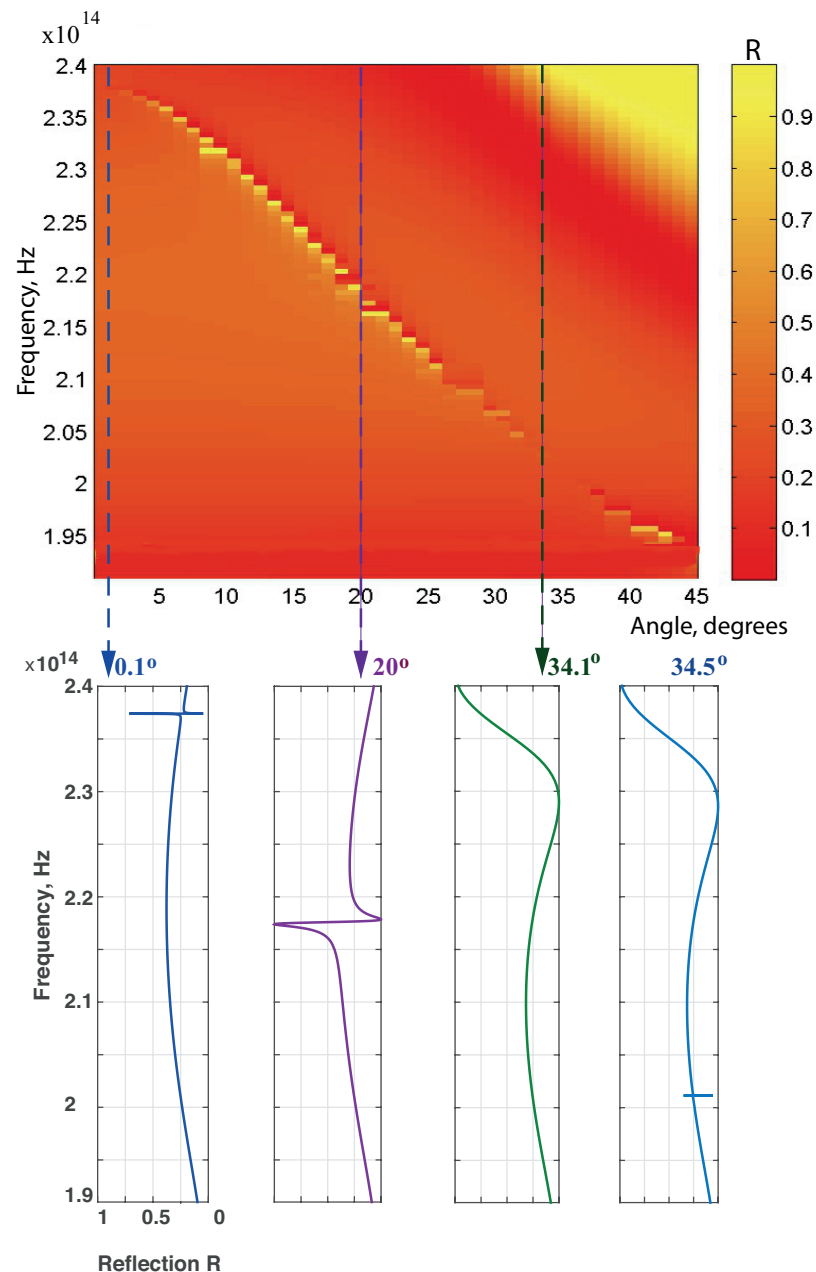 x10^14
R
2.4
2.35
2.3
2.25
2.2
2.15
2.1
2.05
2
1.95
Frequency, Hz
0.9
0.8
0.7
0.6
0.5
0.4
0.3
0.2
0.1
5 10 15 20 25 30 35 40 45
Angle, degrees
x10^14
0.1° 20° 34.1° 34.5°
2.4
2.3
2.2
2.1
2
1.9
Frequency, Hz
1 0.5 0
Reflection R